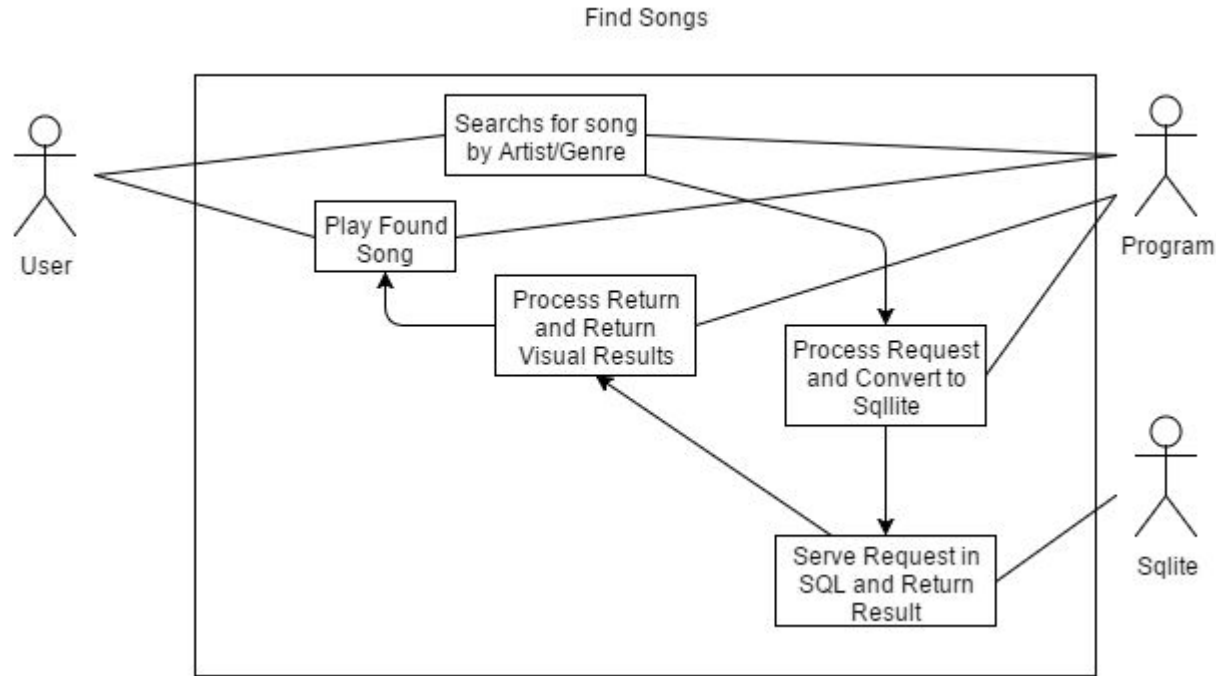 Find Songs
Searchs for song
by Artist/Genre
User
Play Found
Song
Program
Process Return
and Return
Visual Results
Process Request
and Convert to
Sqllite
Serve Request in
SQL and Return
Result
Sqlite